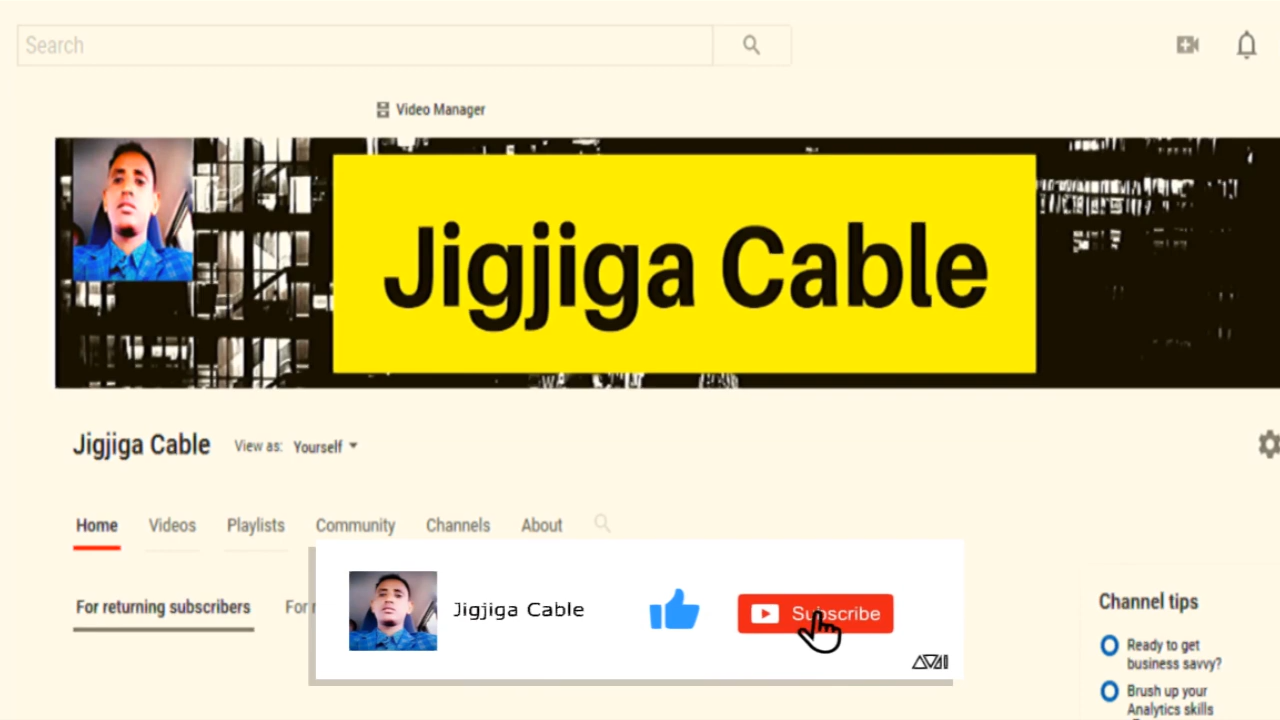 Search
Video Manager
Jigjiga Cable
Jigjiga Cable View as: Yourself
Home Videos Playlists Community Channels About
For returning subscribers For
Jigjiga Cable Subscribe
Channel tips
Ready to get
business savvy?
Brush up your
Analytics skills